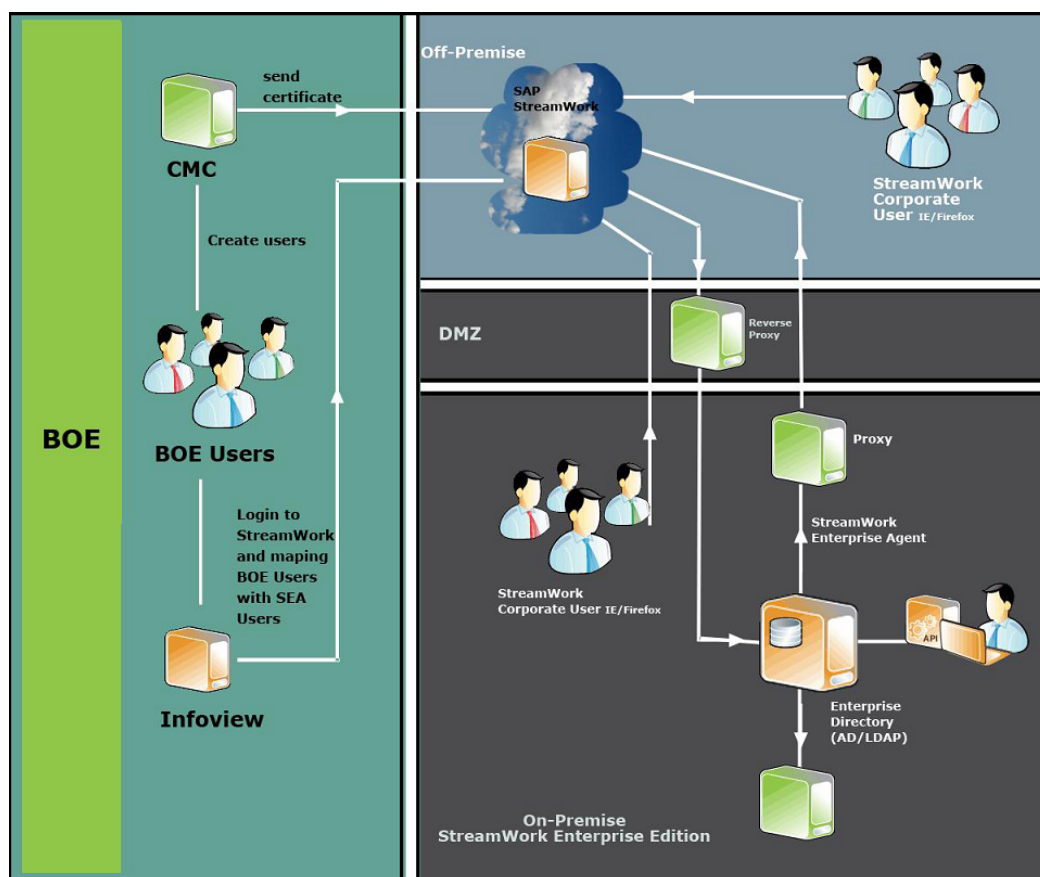 BOE
send
certificate
CMC
Create users
BOE Users
Login to
StreamWork
and maping
BOE Users
with SEA
Users
Infoview
Off-Premise
SAP
StreamWork
StreamWork
Corporate
User IE/Firefox
DMZ
Reverse
Proxy
Proxy
StreamWork
Enterprise Agent
StreamWork
Corporate User IE/Firefox
API
Enterprise
Directory
(AD/LDAP)
On-Premise
StreamWork Enterprise Edition